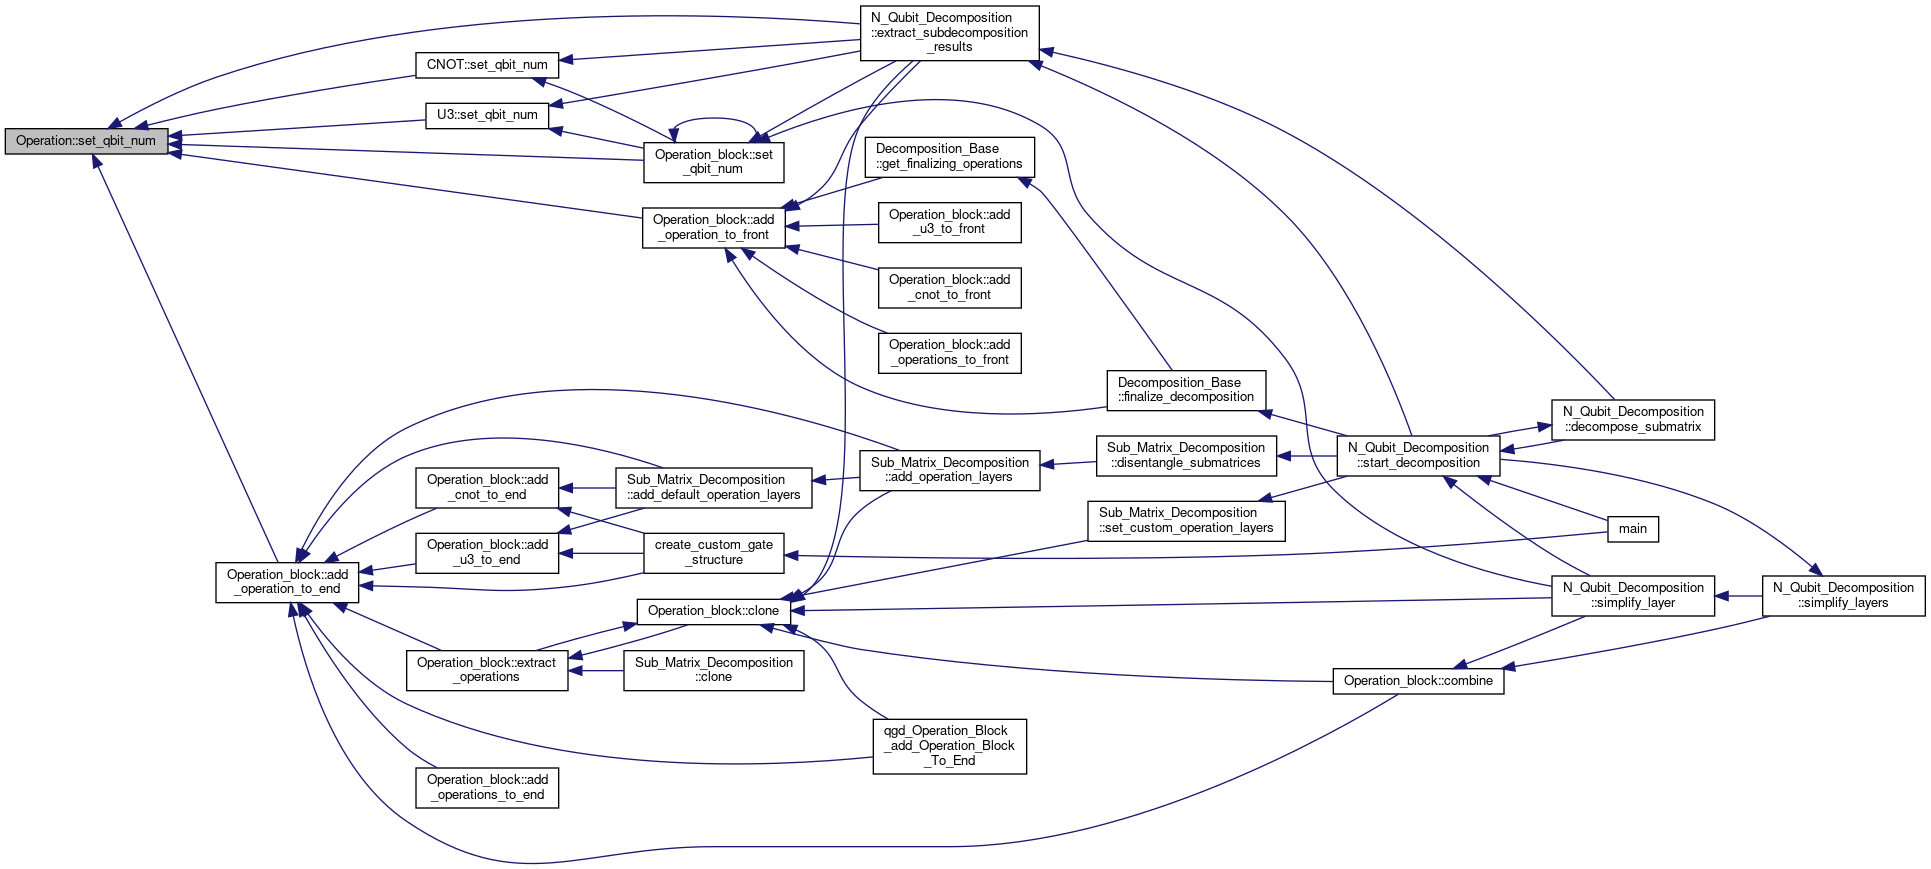 Operation::set_qbit_num
CNOT::set_qbit_num
U3::set_qbit_num
N_Qubit_Decomposition
::extract_subdecomposition
_results
Operation_block::set
_qbit_num
Decomposition_Base
::get_finalizing_operations
Operation_block::add
_operation_to_front
Operation_block::add
_u3_to_front
Operation_block::add
_cnot_to_front
Operation_block::add
_operations_to_front
Decomposition_Base
::finalize_decomposition
N_Qubit_Decomposition
::decompose_submatrix
N_Qubit_Decomposition
::start_decomposition
Sub_Matrix_Decomposition
::disentangle_submatrices
Sub_Matrix_Decomposition
::add_operation_layers
Operation_block::add
_cnot_to_end
Sub_Matrix_Decomposition
::add_default_operation_layers
Sub_Matrix_Decomposition
::set_custom_operation_layers
main
Operation_block::add
_u3_to_end
create_custom_gate
_structure
Operation_block::add
_operation_to_end
Operation_block::clone
N_Qubit_Decomposition
::simplify_layer
N_Qubit_Decomposition
::simplify_layers
Operation_block::extract
_operations
Sub_Matrix_Decomposition
::clone
Operation_block::combine
qgd_Operation_Block
_add_Operation_Block
_To_End
Operation_block::add
_operations_to_end